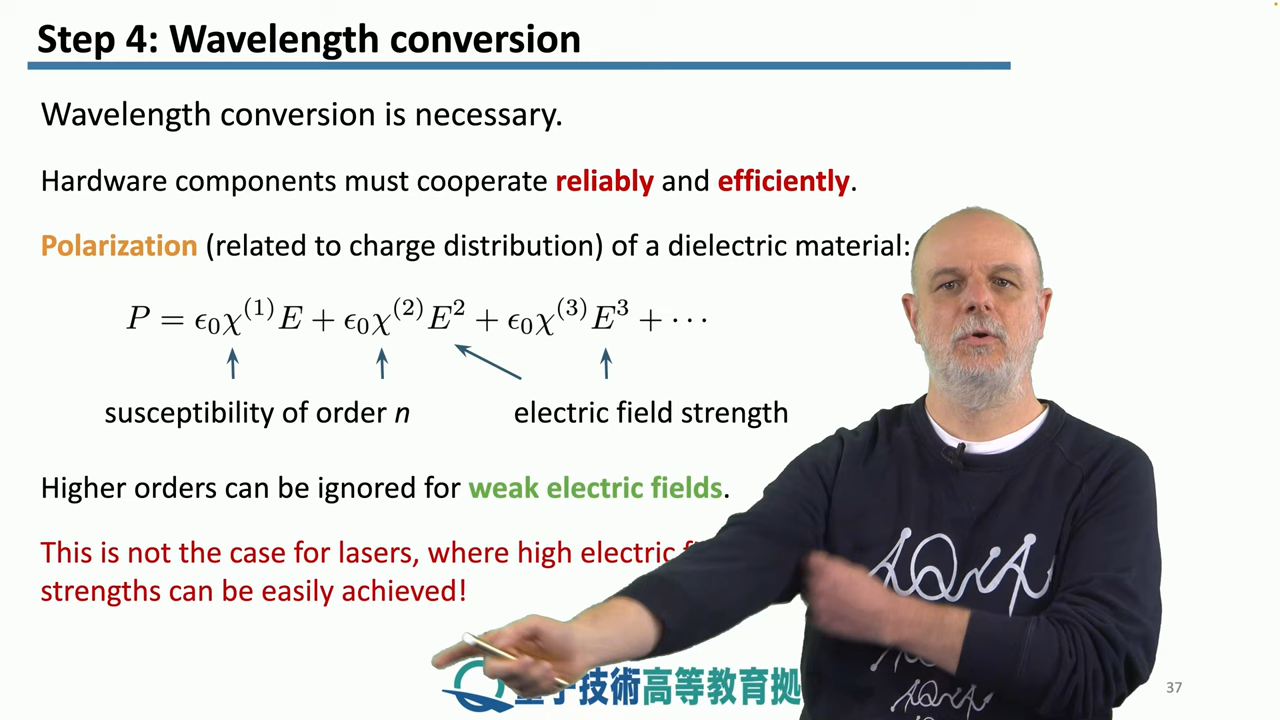 Step 4: Wavelength conversion
Wavelength conversion is necessary.
Hardware components must cooperate reliably and efficiently.
Polarization (related to charge distribution) of a dielectric material:
P = ϵ₀χ⁽¹⁾E + ϵ₀χ⁽²⁾E² + ϵ₀χ⁽³⁾E³ + ⋯
susceptibility of order n
electric field strength
Higher orders can be ignored for weak electric fields.
This is not the case for lasers, where high electric
strengths can be easily achieved!
技術高等教育拠
37